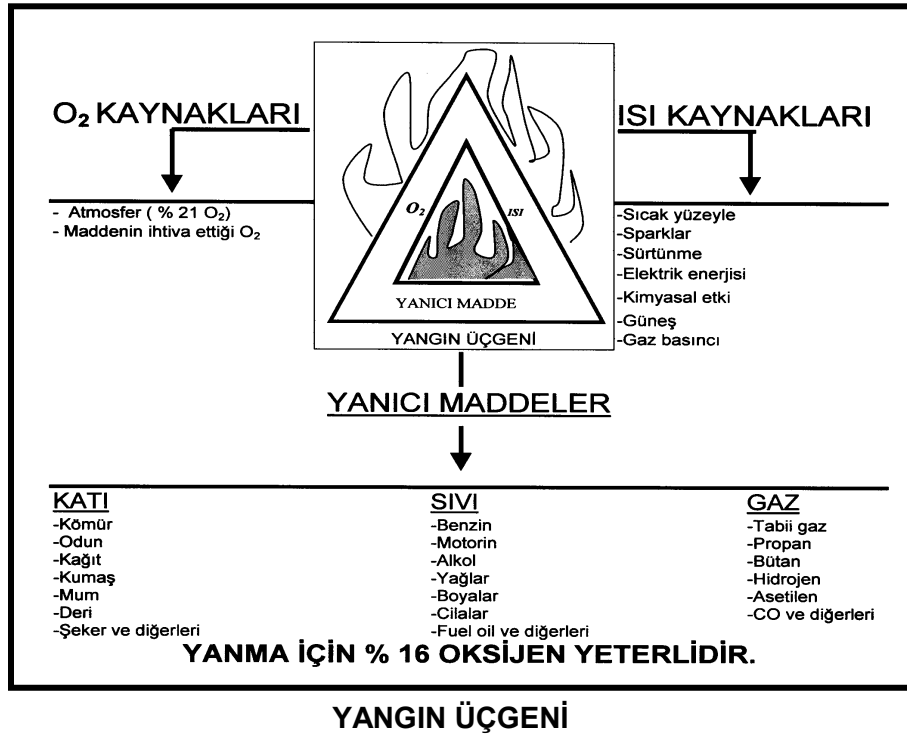 O₂ KAYNAKLARI
- Atmosfer ( % 21 O₂)
- Maddenin ihtiva ettiği O₂
O₂
ISI
YANICI MADDE
YANGIN ÜÇGENİ
ISI KAYNAKLARI
-Sıcak yüzeyle
-Sparklar
-Sürtünme
-Elektrik enerjisi
-Kimyasal etki
-Güneş
-Gaz basıncı
YANICI MADDELER
KATI
-Kömür
-Odun
-Kağıt
-Kumaş
-Mum
-Deri
-Şeker ve diğerleri
SIVI
-Benzin
-Motorin
-Alkol
-Yağlar
-Boyalar
-Cilalar
-Fuel oil ve diğerleri
GAZ
-Tabii gaz
-Propan
-Bütan
-Hidrojen
-Asetilen
-CO ve diğerleri
YANMA İÇİN % 16 OKSİJEN YETERLİDİR.
YANGIN ÜÇGENİ